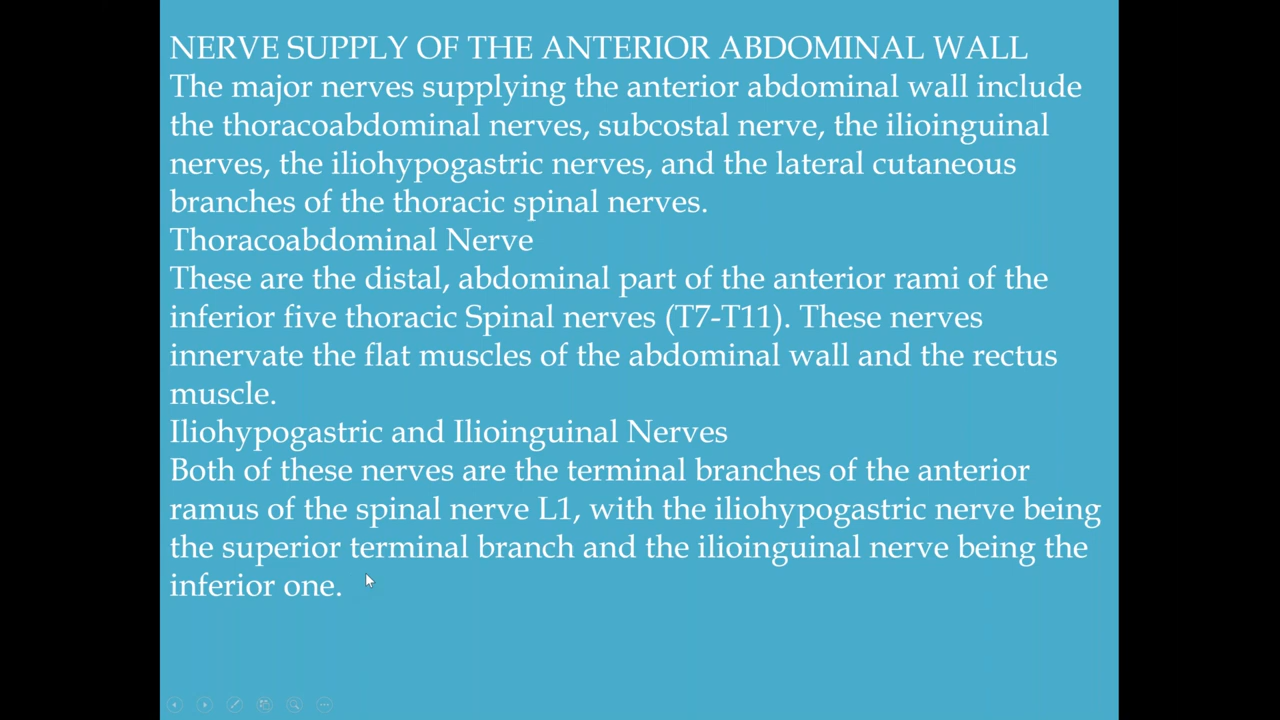 NERVE SUPPLY OF THE ANTERIOR ABDOMINAL WALL
The major nerves supplying the anterior abdominal wall include
the thoracoabdominal nerves, subcostal nerve, the ilioinguinal
nerves, the iliohypogastric nerves, and the lateral cutaneous
branches of the thoracic spinal nerves.
Thoracoabdominal Nerve
These are the distal, abdominal part of the anterior rami of the
inferior five thoracic Spinal nerves (T7-T11). These nerves
innervate the flat muscles of the abdominal wall and the rectus
muscle.
Iliohypogastric and Ilioinguinal Nerves
Both of these nerves are the terminal branches of the anterior
ramus of the spinal nerve L1, with the iliohypogastric nerve being
the superior terminal branch and the ilioinguinal nerve being the
inferior one.